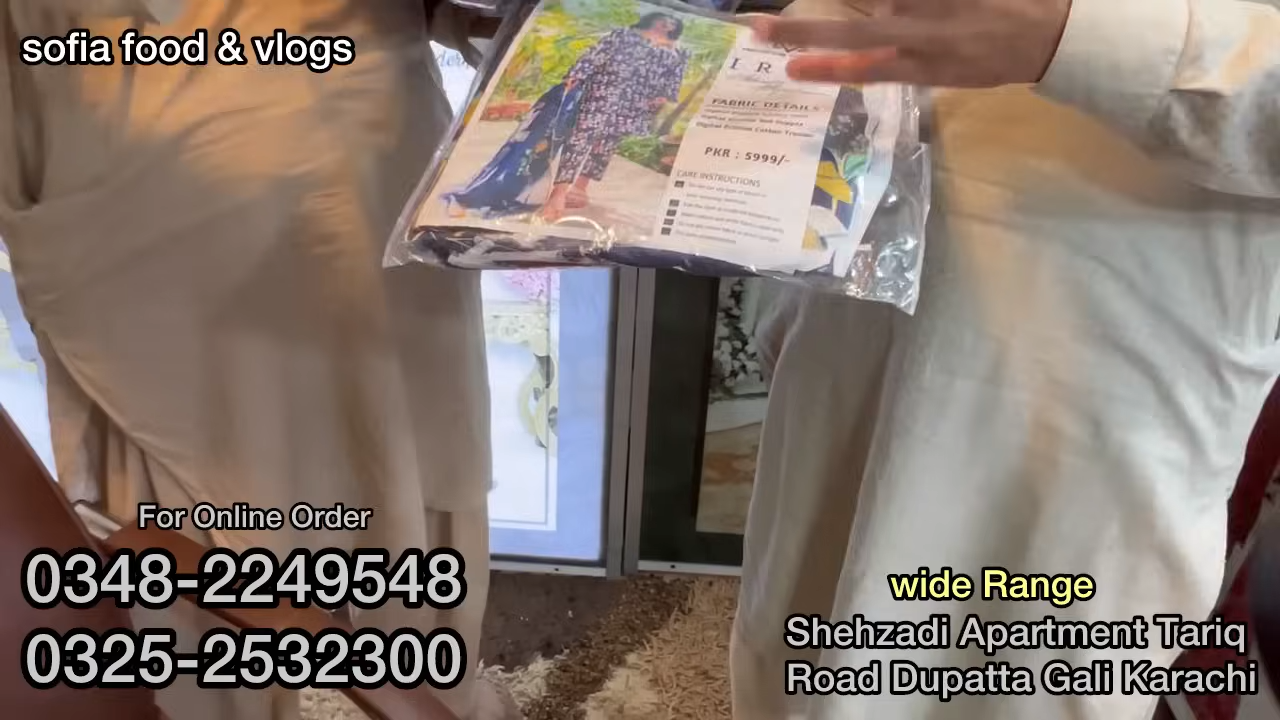 sofia food & vlogs
FABRIC DETAILS
PKR : 5999/-
CARE INSTRUCTIONS
For Online Order
0348-2249548
0325-2532300
wide Range
Shehzadi Apartment Tariq
Road Dupatta Gali Karachi